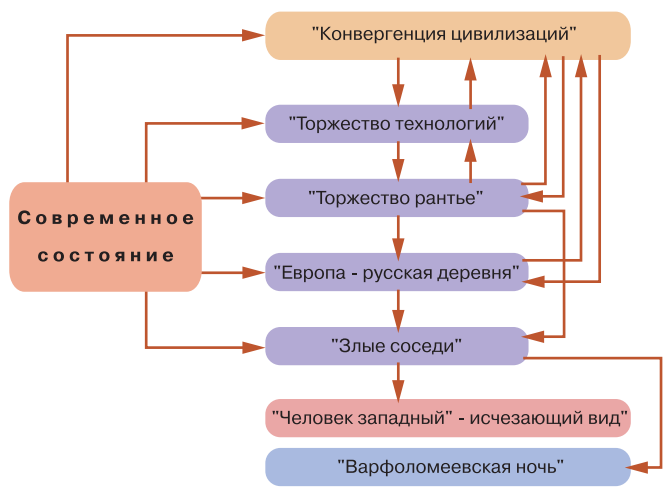 "Конвергенция цивилизаций"
"Торжество технологий"
"Торжество рантье"
Современное
состояние
"Европа - русская деревня"
"Злые соседи"
"Человек западный" - исчезающий вид"
"Варфоломеевская ночь"